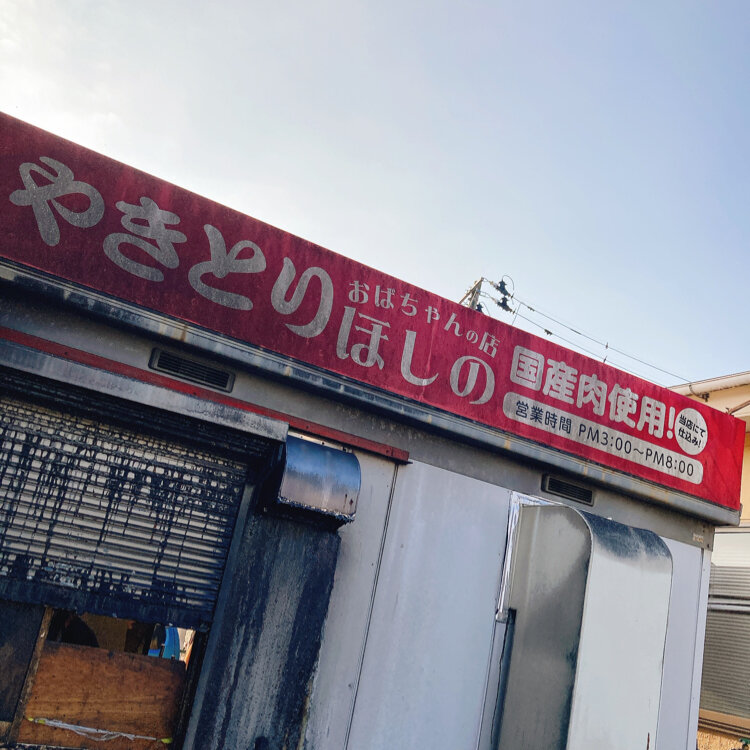 やきとり
おばちゃんの店
ほしの
国産肉使用!
当店にて
仕込み!
営業時間 PM3:00~PM8:00